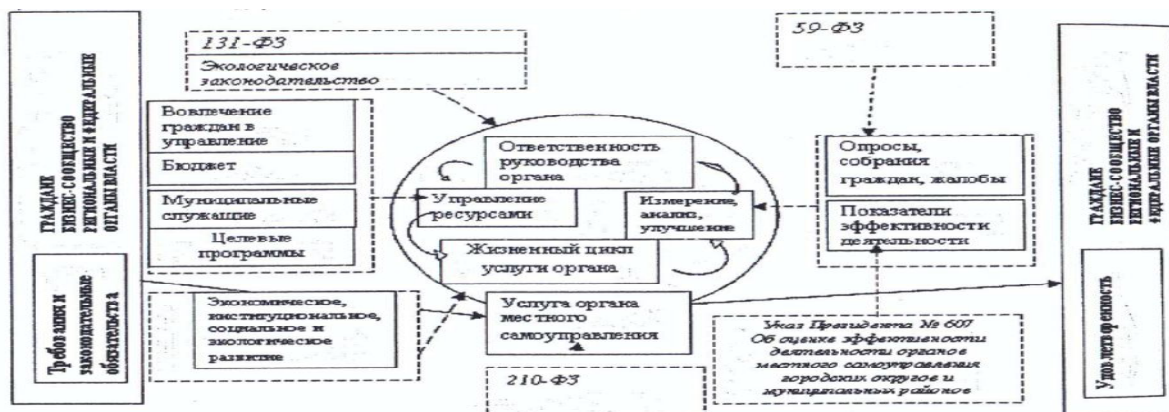 ГРАЖДАНЕ
БИЗНЕС-СООБЩЕСТВО
РЕГИОНАЛЬНЫЕ И ФЕДЕРАЛЬНЫЕ
ОРГАНЫ ВЛАСТИ
Требования и
законодательные
обязательства
131-ФЗ
Экологическое
законодательство
Вовлечение
граждан в
управление
Бюджет
Муниципальные
служащие
Целевые
программы
Экономическое,
институциональное,
социальное и
экологическое
развитие
Ответственность
руководства
органа
Управление
ресурсами
Измерение,
анализ,
улучшение
Жизненный цикл
услуги органа
Услуга органа
местного
самоуправления
210-ФЗ
59-ФЗ
Опросы,
собрания
граждан, жалобы
Показатели
эффективности
деятельности
Указ Президента № 607
Об оценке эффективности
деятельности органов
местного самоуправления
городских округов и
муниципальных районов
ГРАЖДАНЕ
БИЗНЕС-СООБЩЕСТВО
РЕГИОНАЛЬНЫЕ И
ФЕДЕРАЛЬНЫЕ ОРГАНЫ ВЛАСТИ
Удовлетворенность